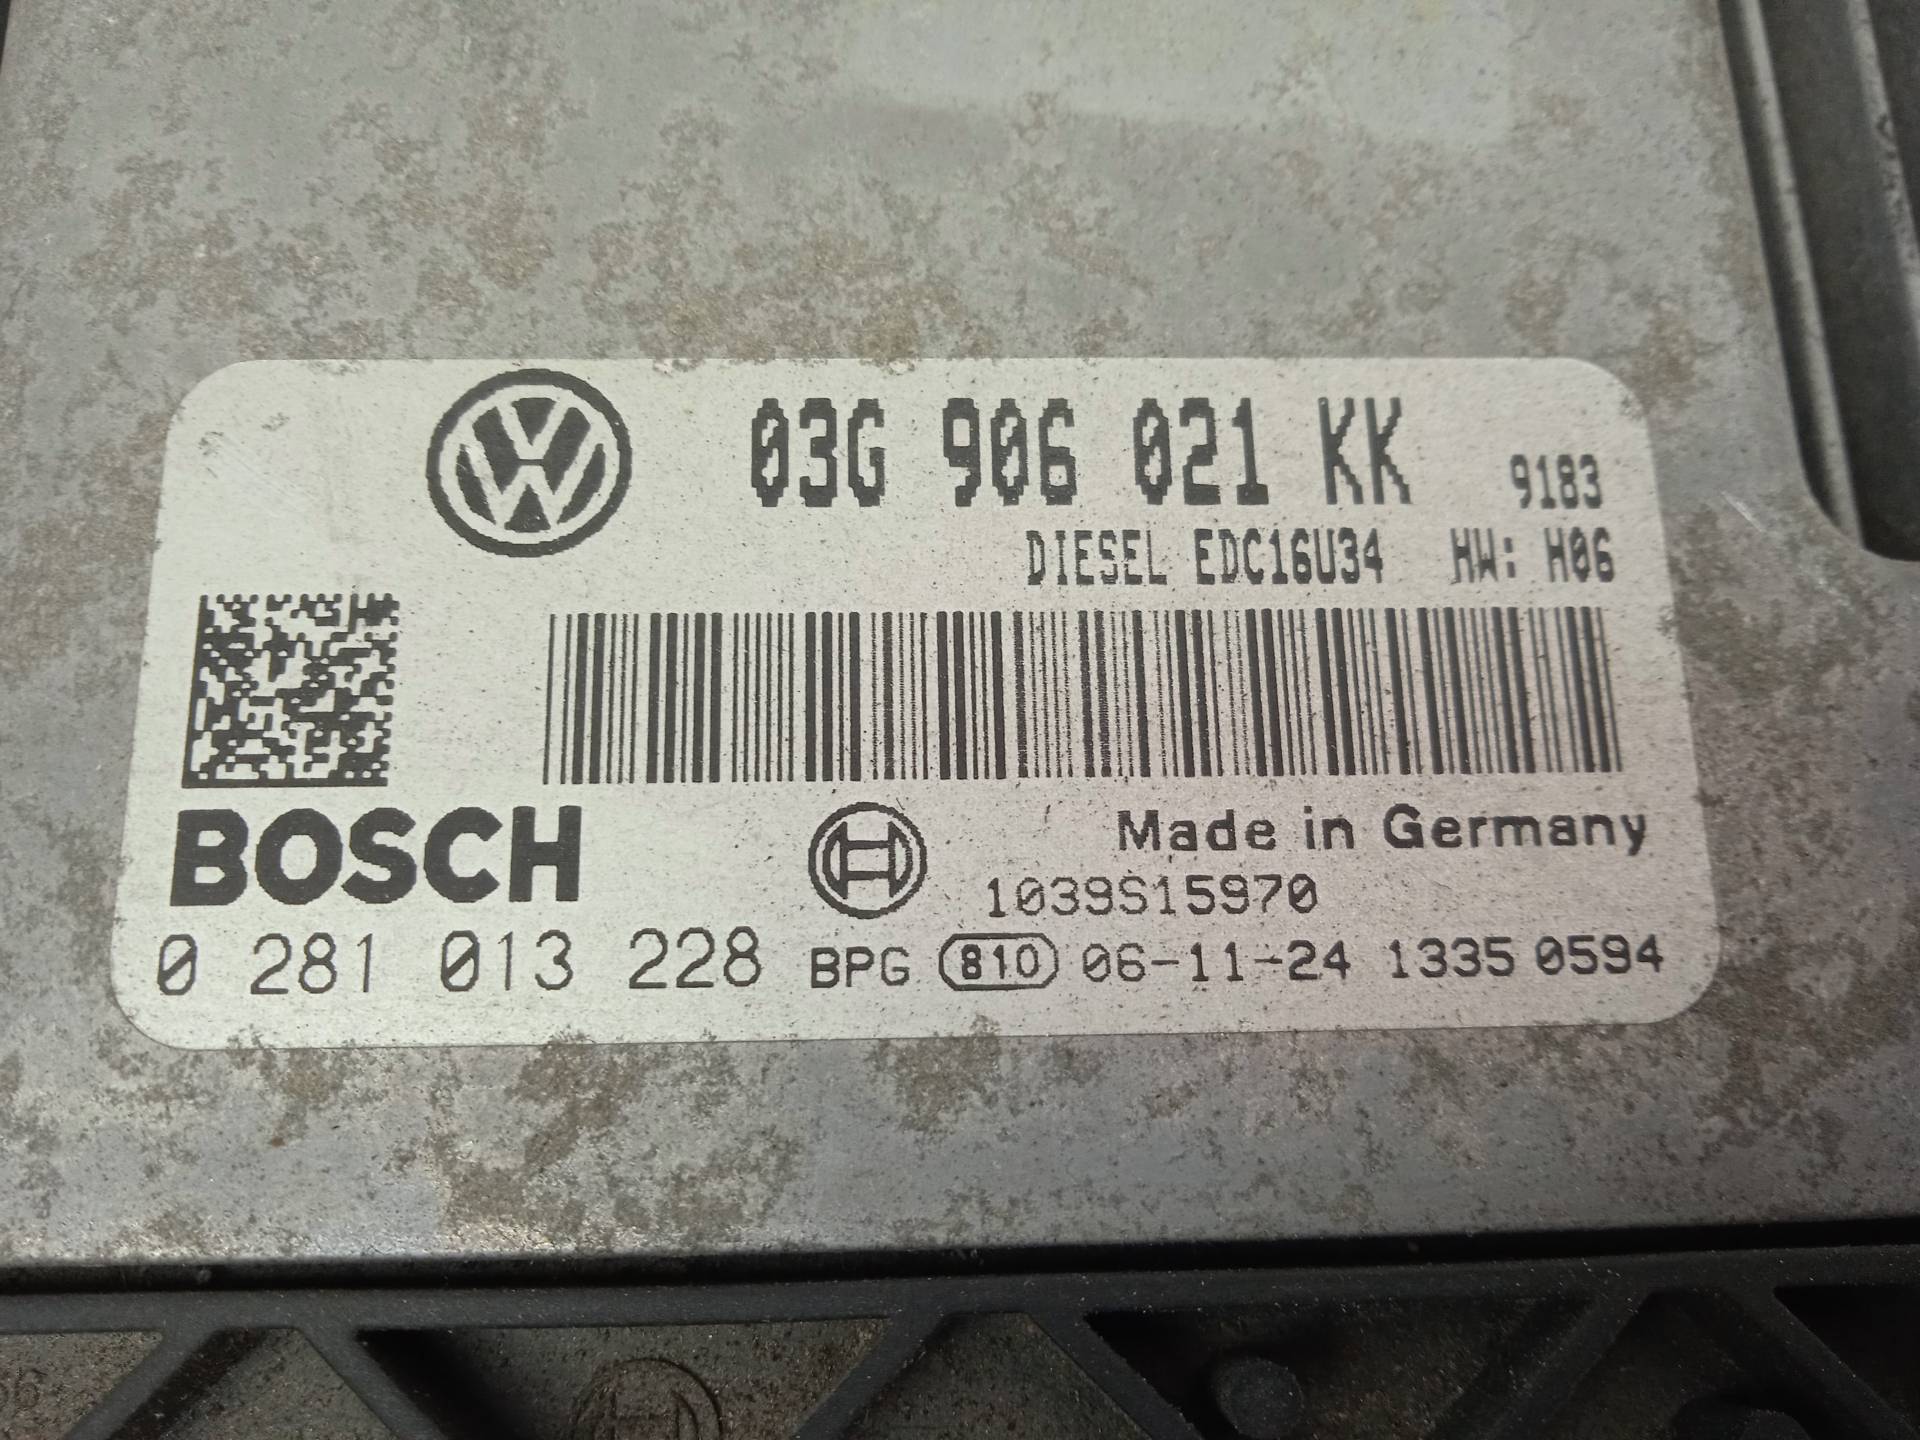 03G 906 021 KK 9183
DIESEL EDC16U34 HW: H06
BOSCH
Made in Germany
1039S15970
0 281 013 228 BPG 810 06-11-24 1335 0594